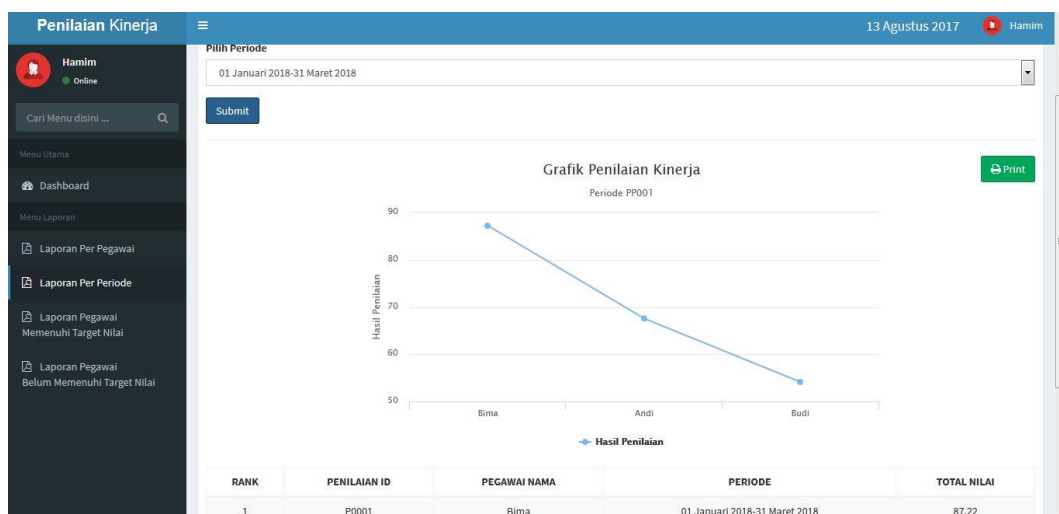 Penilaian Kinerja
13 Agustus 2017
Hamim
Hamim
Online
Cari Menu disini ...
Menu Utama
Dashboard
Menu Laporan
Laporan Per Pegawai
Laporan Per Periode
Laporan Pegawai
Memenuhi Target Nilai
Laporan Pegawai
Belum Memenuhi Target Nilai
Pilih Periode
01 Januari 2018-31 Maret 2018
Submit
Grafik Penilaian Kinerja
Print
Periode PP001
Hasil Penilaian
90
80
70
60
50
Bima Andi Budi
Hasil Penilaian
RANK PENILAIAN ID PEGAWAI NAMA PERIODE TOTAL NILAI
1 P0001 Bima 01 Januari 2018-31 Maret 2018 87.22